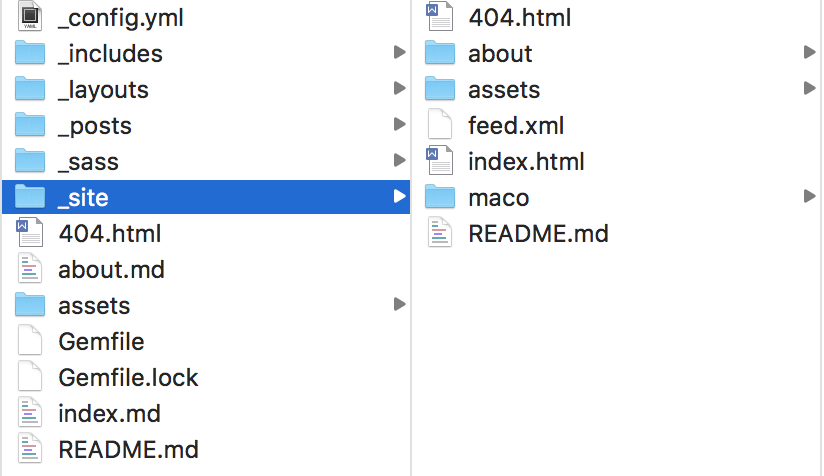 _config.yml
_includes
_layouts
_posts
_sass
_site
404.html
about.md
assets
Gemfile
Gemfile.lock
index.md
README.md
404.html
about
assets
feed.xml
index.html
maco
README.md